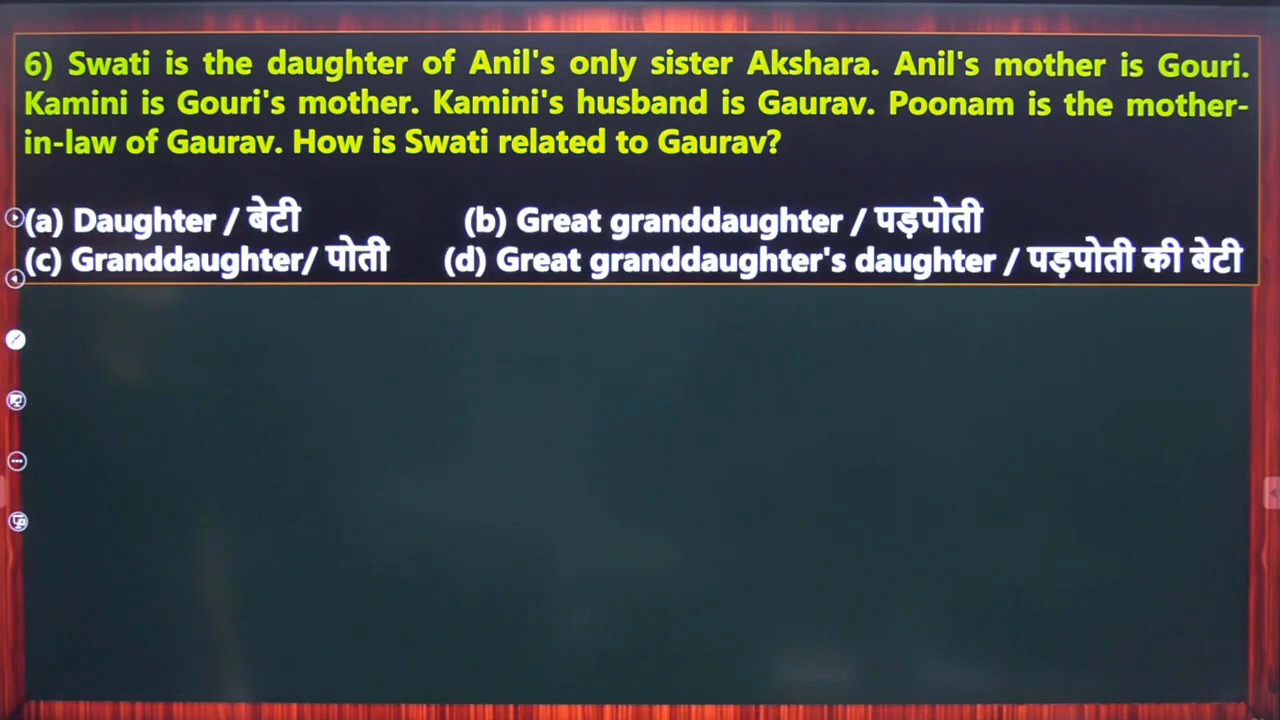 6) Swati is the daughter of Anil's only sister Akshara. Anil's mother is Gouri.
Kamini is Gouri's mother. Kamini's husband is Gaurav. Poonam is the mother-
in-law of Gaurav. How is Swati related to Gaurav?
(a) Daughter / बेटी (b) Great granddaughter / पड़पोती
(c) Granddaughter/ पोती (d) Great granddaughter's daughter / पड़पोती की बेटी